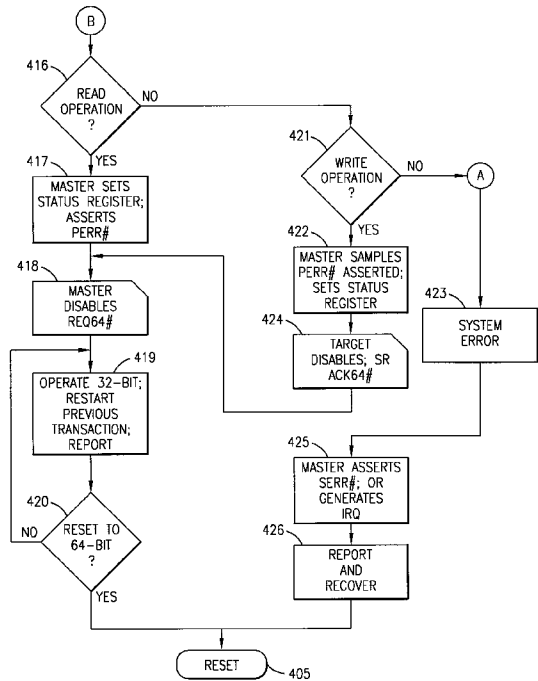 B
416
READ
OPERATION
?
NO
YES
417
MASTER SETS
STATUS REGISTER;
ASSERTS
PERR#
418
MASTER
DISABLES
REQ64#
419
OPERATE 32-BIT;
RESTART
PREVIOUS
TRANSACTION;
REPORT
420
RESET TO
64-BIT
?
NO
YES
421
WRITE
OPERATION
?
NO
A
YES
422
MASTER SAMPLES
PERR# ASSERTED;
SETS STATUS
REGISTER
423
SYSTEM
ERROR
424
TARGET
DISABLES; SR
ACK64#
425
MASTER ASSERTS
SERR#; OR
GENERATES
IRQ
426
REPORT
AND
RECOVER
RESET
405